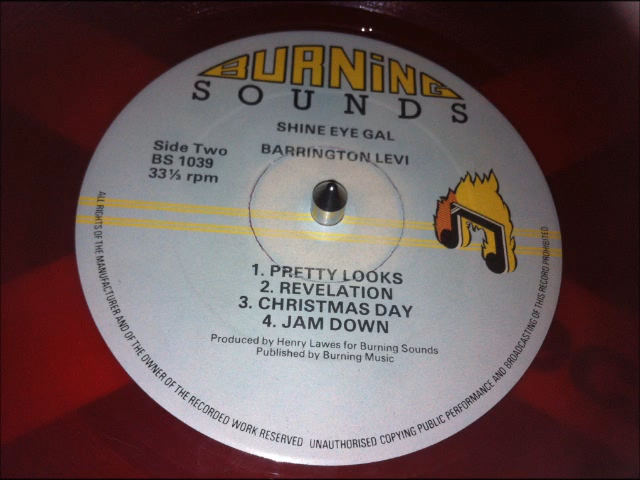 BURNiNG
SOUNDS
SHINE EYE GAL
BARRINGTON LEVI
Side Two
BS 1039
33⅓ rpm
1. PRETTY LOOKS
2. REVELATION
3. CHRISTMAS DAY
4. JAM DOWN
Produced by Henry Lawes for Burning Sounds
Published by Burning Music
ALL RIGHTS OF THE MANUFACTURER AND OF THE OWNER OF THE RECORDED WORK RESERVED UNAUTHORISED COPYING PUBLIC PERFORMANCE AND BROADCASTING OF THIS RECORD PROHIBITED